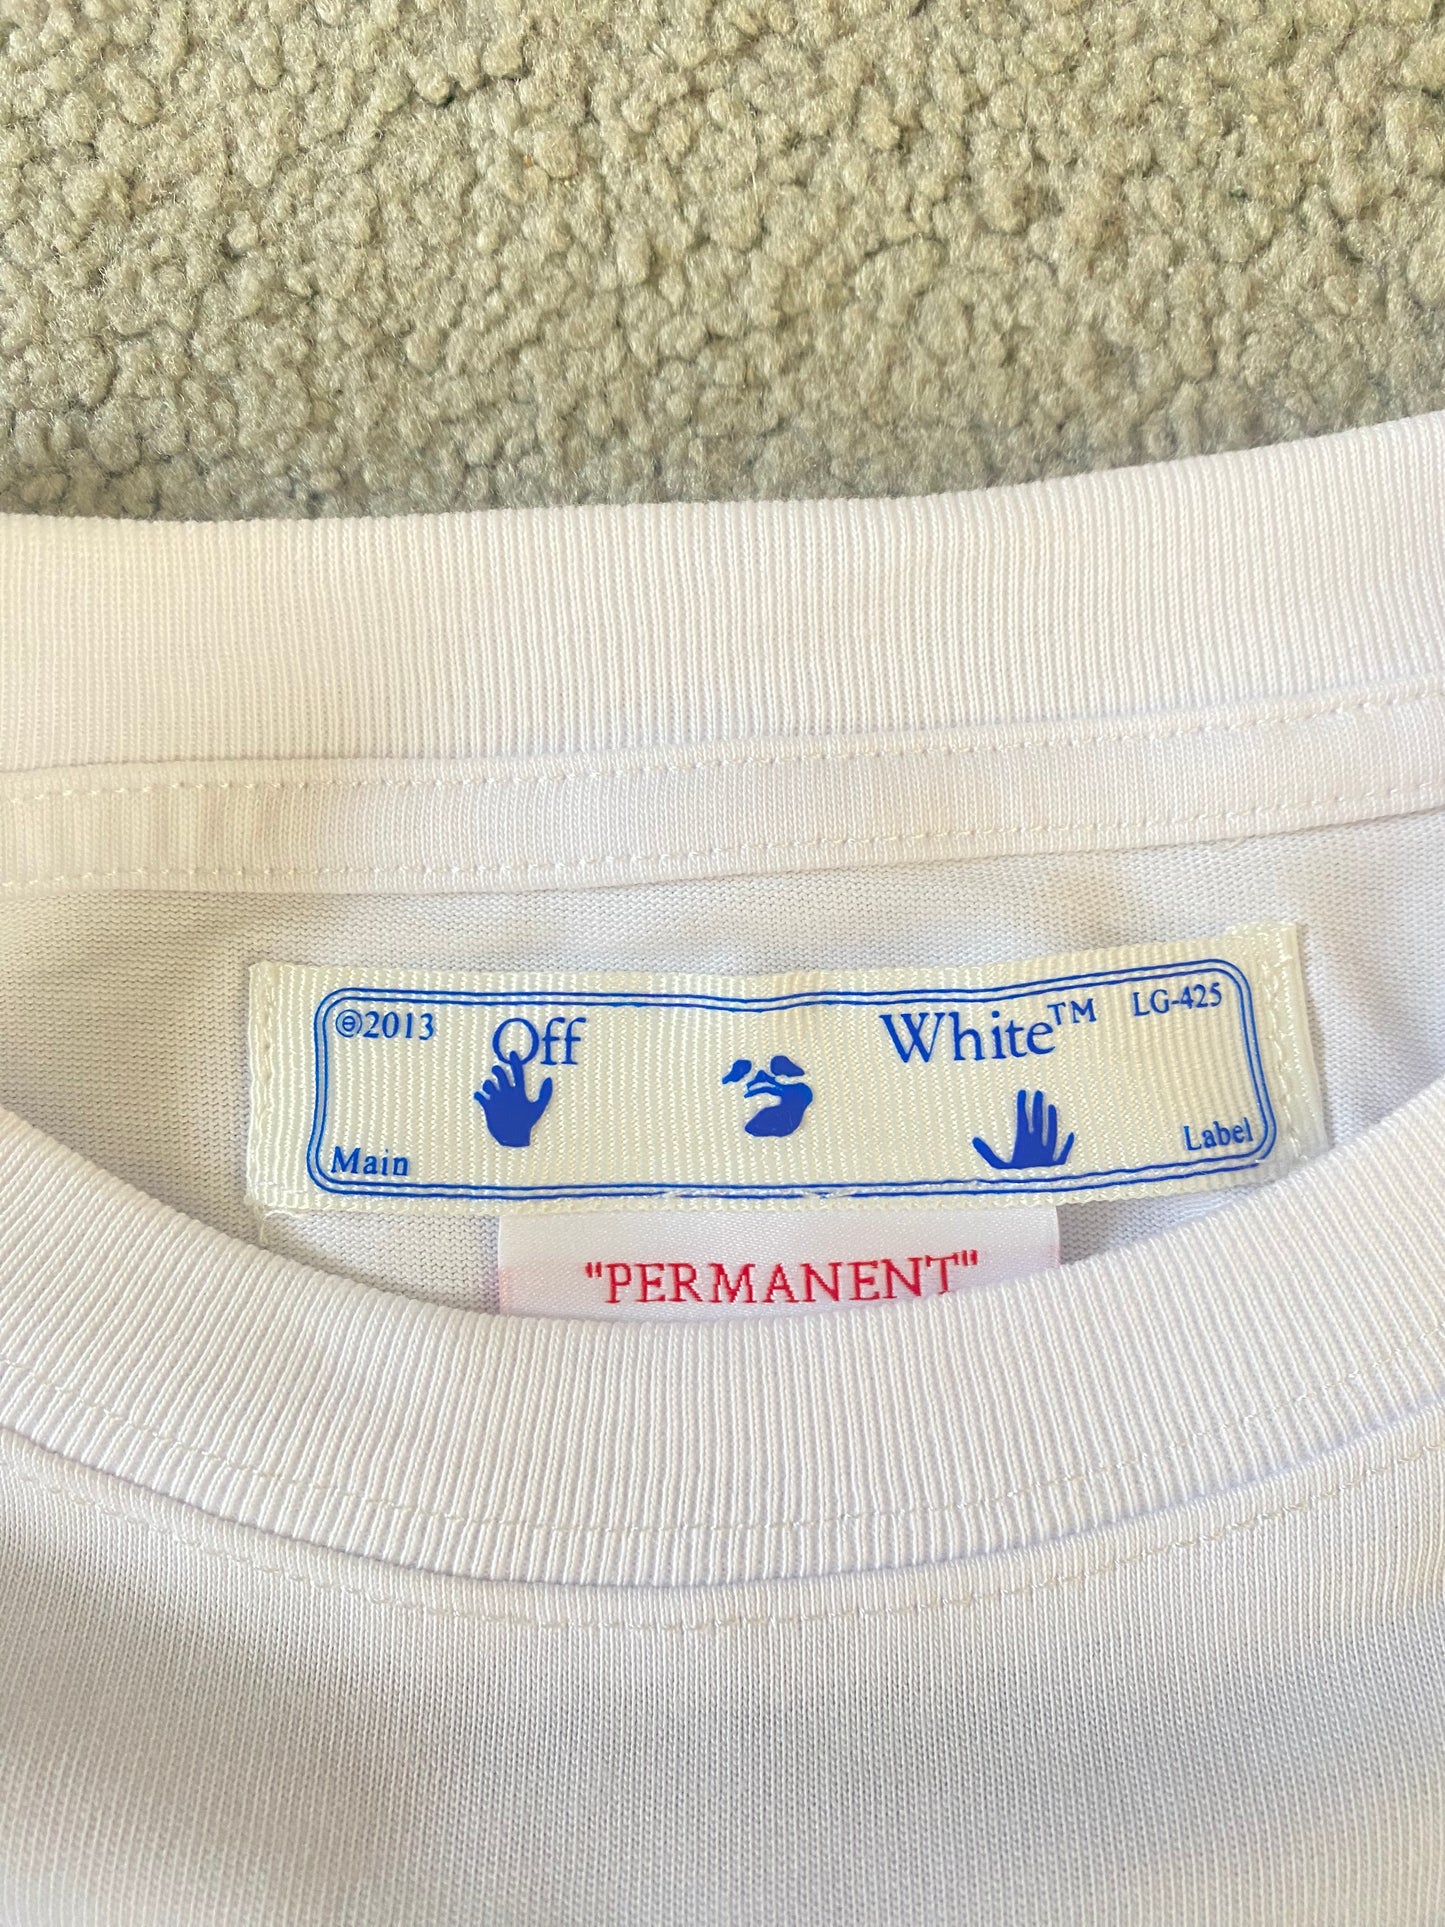 ℗2013 Off White™ LG-425
Main Label
"PERMANENT"